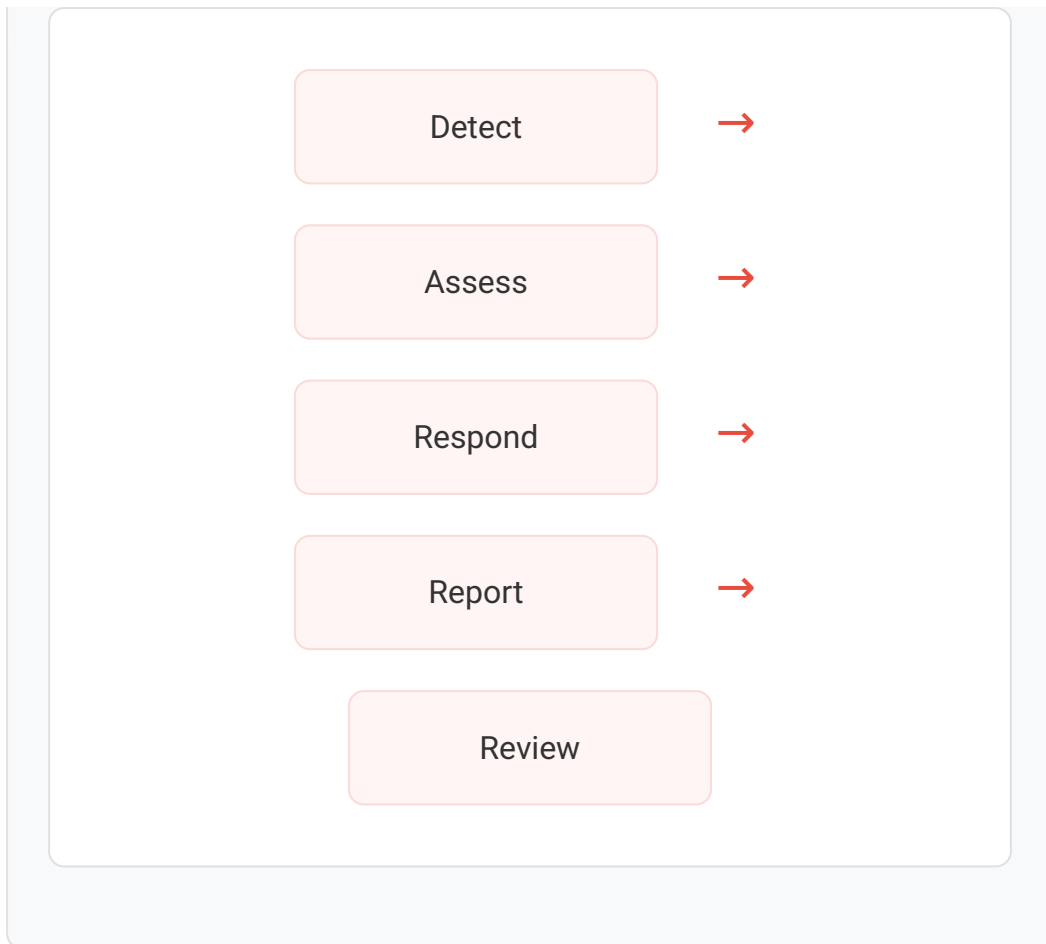 Detect →
Assess →
Respond →
Report →
Review